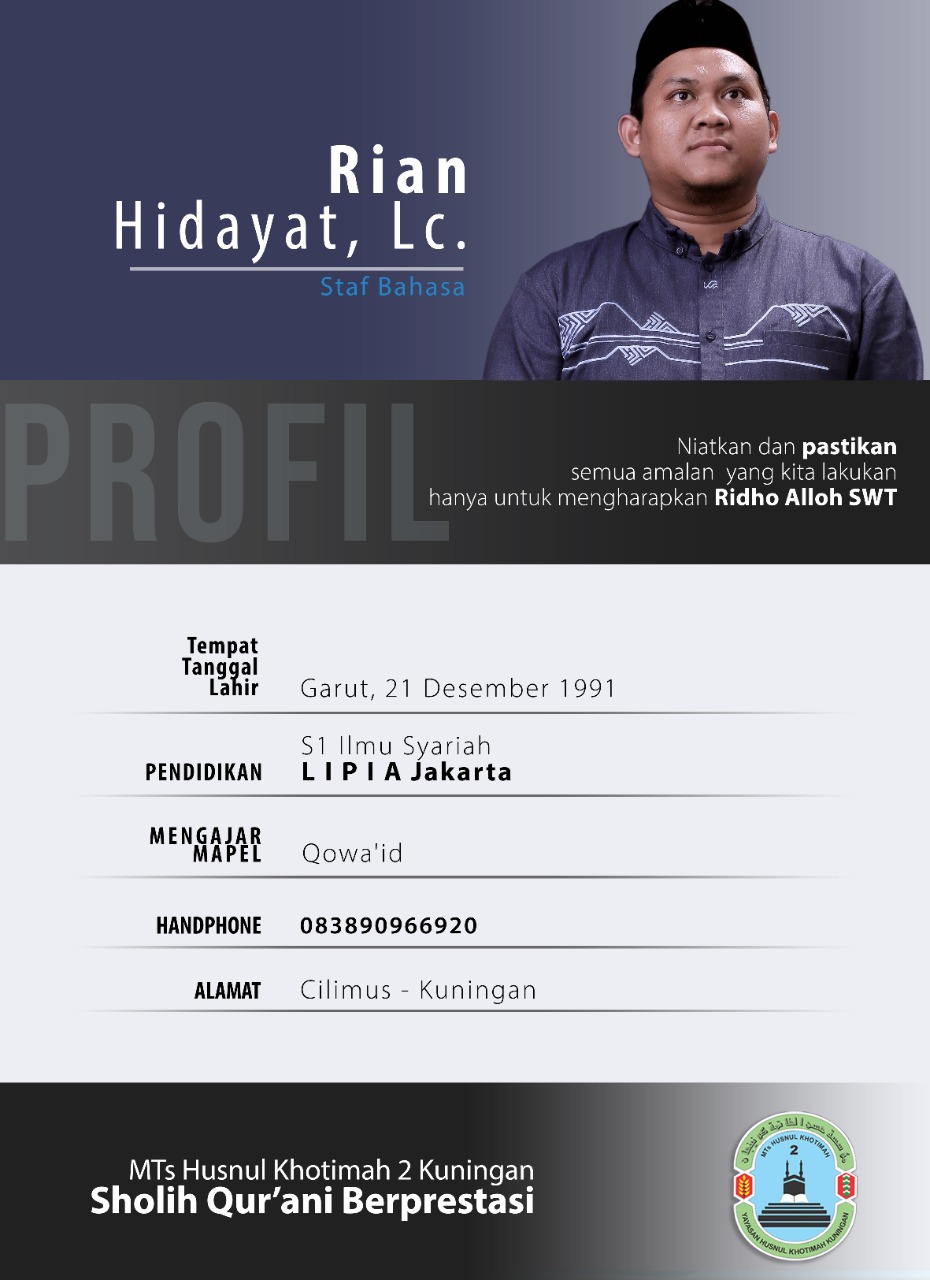 Rian
Hidayat, Lc.
Staf Bahasa
PROFIL
Niatkan dan pastikan
semua amalan yang kita lakukan
hanya untuk mengharapkan Ridho Alloh SWT
Tempat
Tanggal
Lahir
Garut, 21 Desember 1991
S1 Ilmu Syariah
PENDIDIKAN
L I P I A Jakarta
MENGAJAR
MAPEL
Qowa'id
HANDPHONE
083890966920
ALAMAT
Cilimus - Kuningan
MTs Husnul Khotimah 2 Kuningan
Sholih Qur'ani Berprestasi
MTs HUSNUL KHOTIMAH
2
YAYASAN HUSNUL KHOTIMAH KUNINGAN